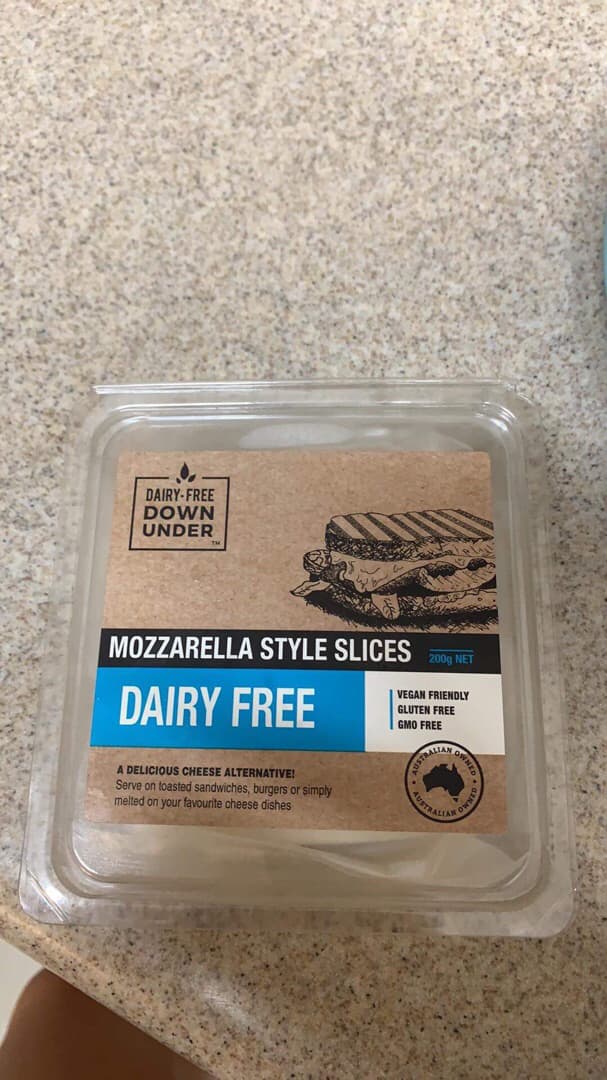 DAIRY-FREE
DOWN
UNDER
TM
MOZZARELLA STYLE SLICES
200g NET
DAIRY FREE
VEGAN FRIENDLY
GLUTEN FREE
GMO FREE
A DELICIOUS CHEESE ALTERNATIVE!
Serve on toasted sandwiches, burgers or simply
melted on your favourite cheese dishes
AUSTRALIAN OWNED
AUSTRALIAN OWNED